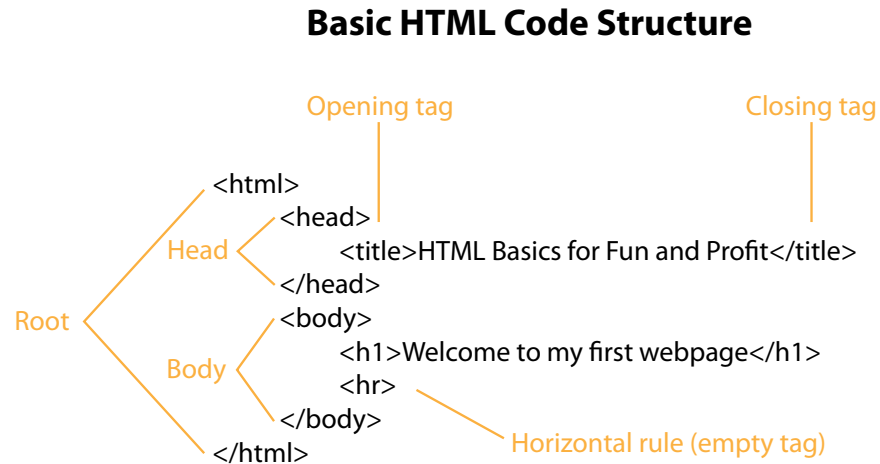 Basic HTML Code Structure
Opening tag
Closing tag
<html>
<head>
Head
<title>HTML Basics for Fun and Profit</title>
</head>
Root
<body>
<h1>Welcome to my first webpage</h1>
Body
<hr>
</body>
Horizontal rule (empty tag)
</html>